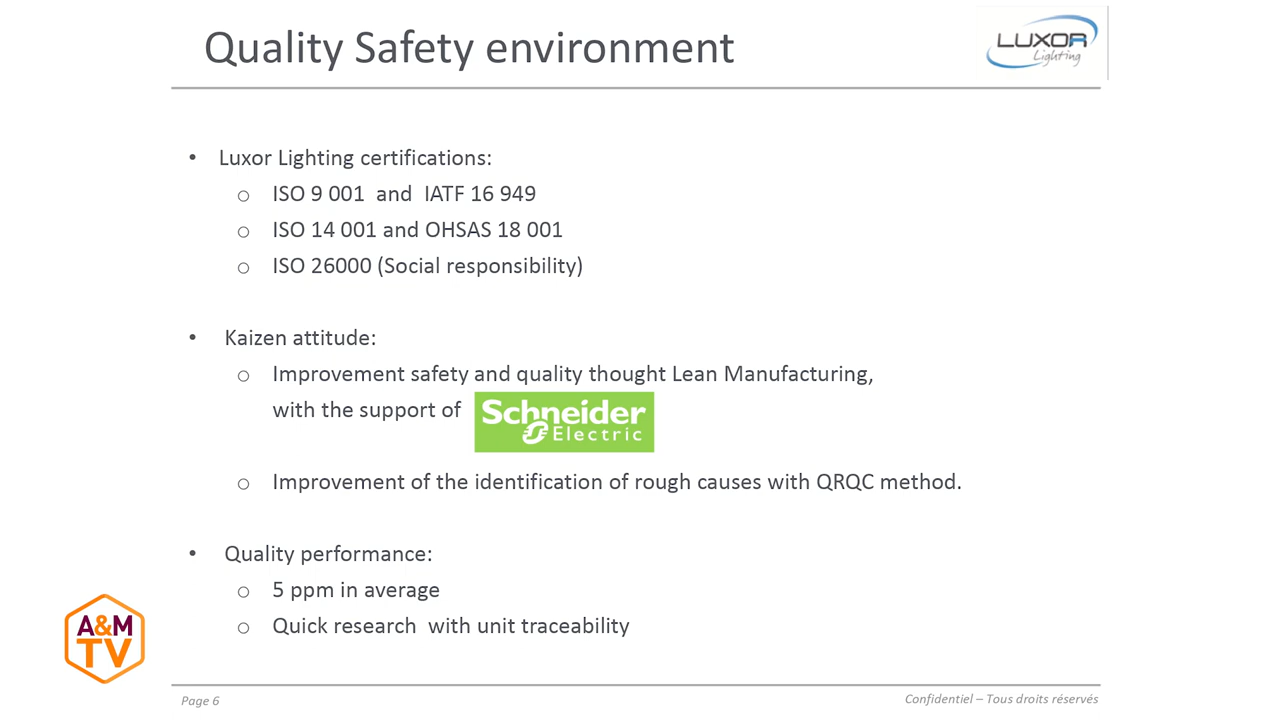 Quality Safety environment
LUXOR
Lighting
• Luxor Lighting certifications:
o ISO 9 001 and IATF 16 949
o ISO 14 001 and OHSAS 18 001
o ISO 26000 (Social responsibility)
• Kaizen attitude:
o Improvement safety and quality thought Lean Manufacturing,
with the support of
Schneider
Electric
o Improvement of the identification of rough causes with QRQC method.
• Quality performance:
o 5 ppm in average
o Quick research with unit traceability
A&M
TV
Page 6
Confidentiel – Tous droits réservés